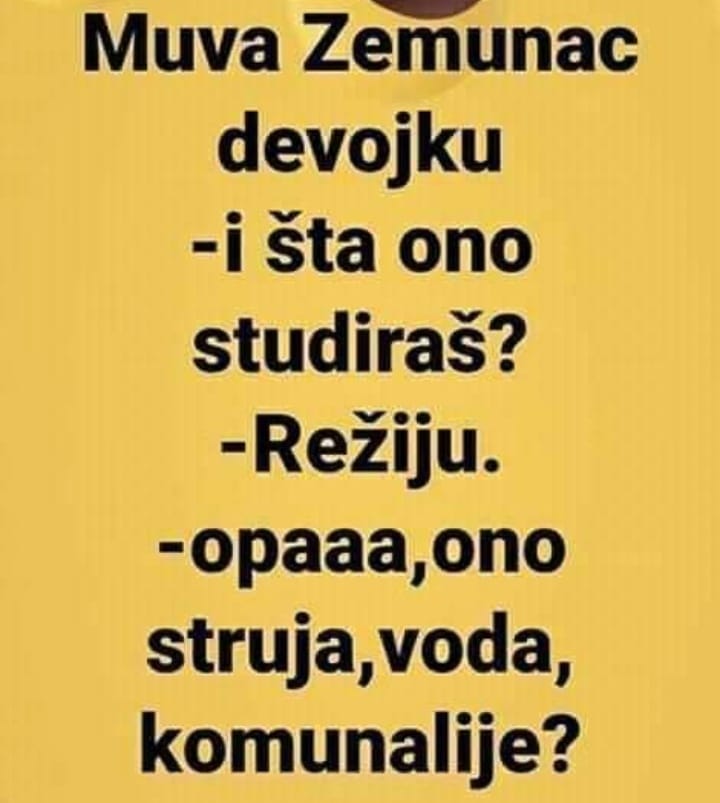 Muva Zemunac
devojku
-i šta ono
studiraš?
-Režiju.
-opaaa,ono
struja,voda,
komunalije?